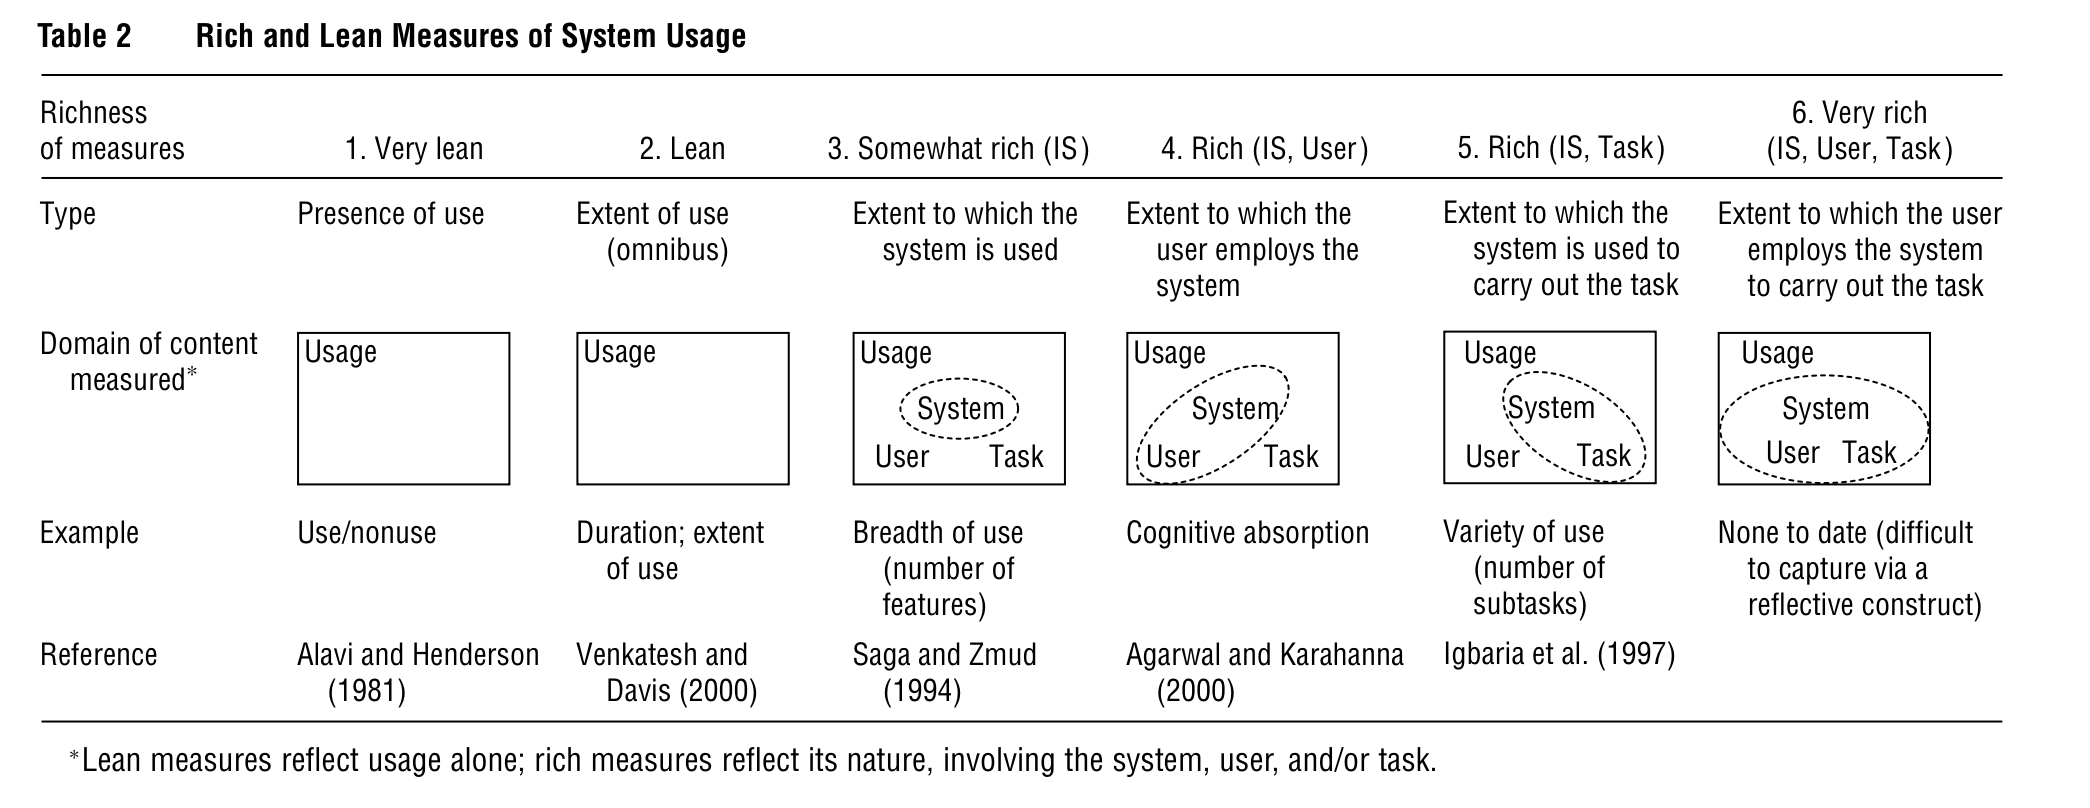 Table 2 Rich and Lean Measures of System Usage
Richness of measures 1. Very lean 2. Lean 3. Somewhat rich (IS) 4. Rich (IS, User) 5. Rich (IS, Task) 6. Very rich (IS, User, Task)
Type Presence of use Extent of use Extent to which the Extent to which the Extent to which the Extent to which the user
(omnibus) system is used user employs the system is used to employs the system
system carry out the task to carry out the task
Domain of content Usage Usage Usage Usage Usage Usage
measured*
System System System System
User Task User Task User Task User Task
Example Use/nonuse Duration; extent Breadth of use Cognitive absorption Variety of use None to date (difficult
of use (number of (number of to capture via a
features) subtasks) reflective construct)
Reference Alavi and Henderson Venkatesh and Saga and Zmud Agarwal and Karahanna Igbaria et al. (1997)
(1981) Davis (2000) (1994) (2000)
*Lean measures reflect usage alone; rich measures reflect its nature, involving the system, user, and/or task.